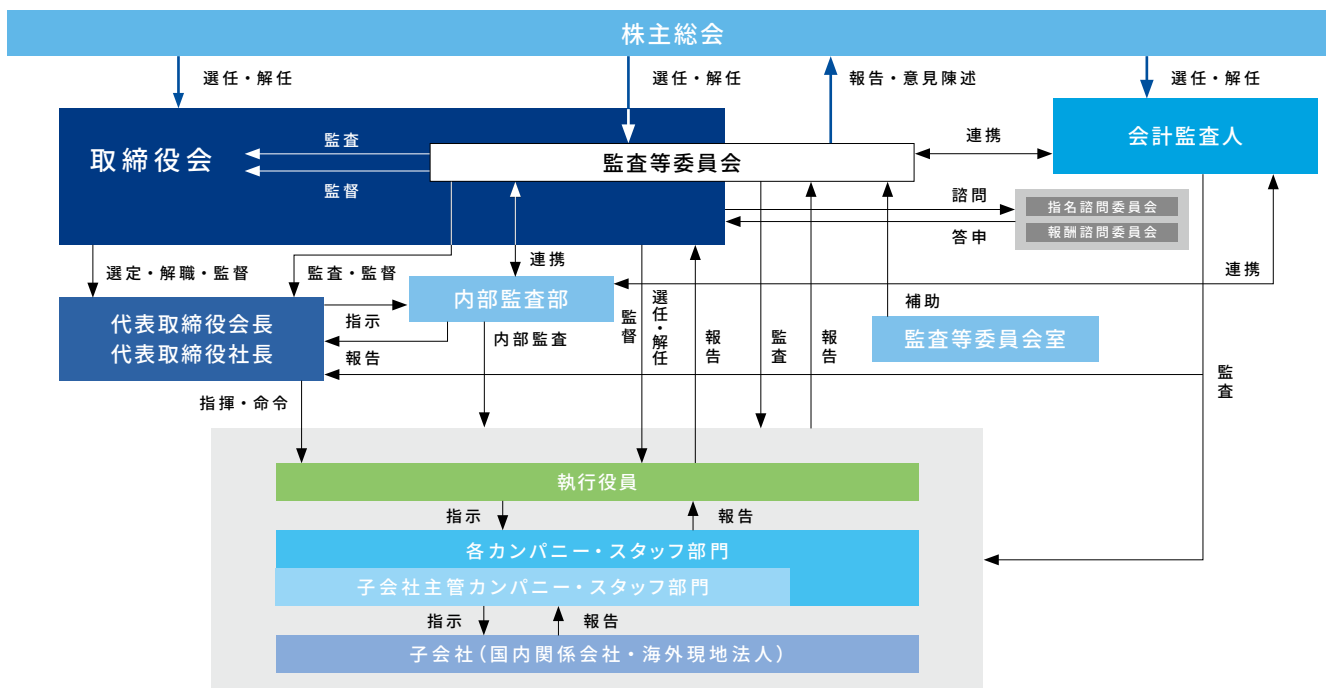 株主総会
選任・解任
選任・解任
報告・意見陳述
選任・解任
取締役会
監査
監督
監査等委員会
連携
会計監査人
諮問
答申
指名諮問委員会
報酬諮問委員会
選定・解職・監督
監査・監督
連携
連携
代表取締役会長
代表取締役社長
指示
報告
内部監査部
内部監査
監督
選任・解任
報告
監査
報告
補助
監査等委員会室
監査
指揮・命令
執行役員
指示
報告
各カンパニー・スタッフ部門
子会社主管カンパニー・スタッフ部門
指示
報告
子会社（国内関係会社・海外現地法人）